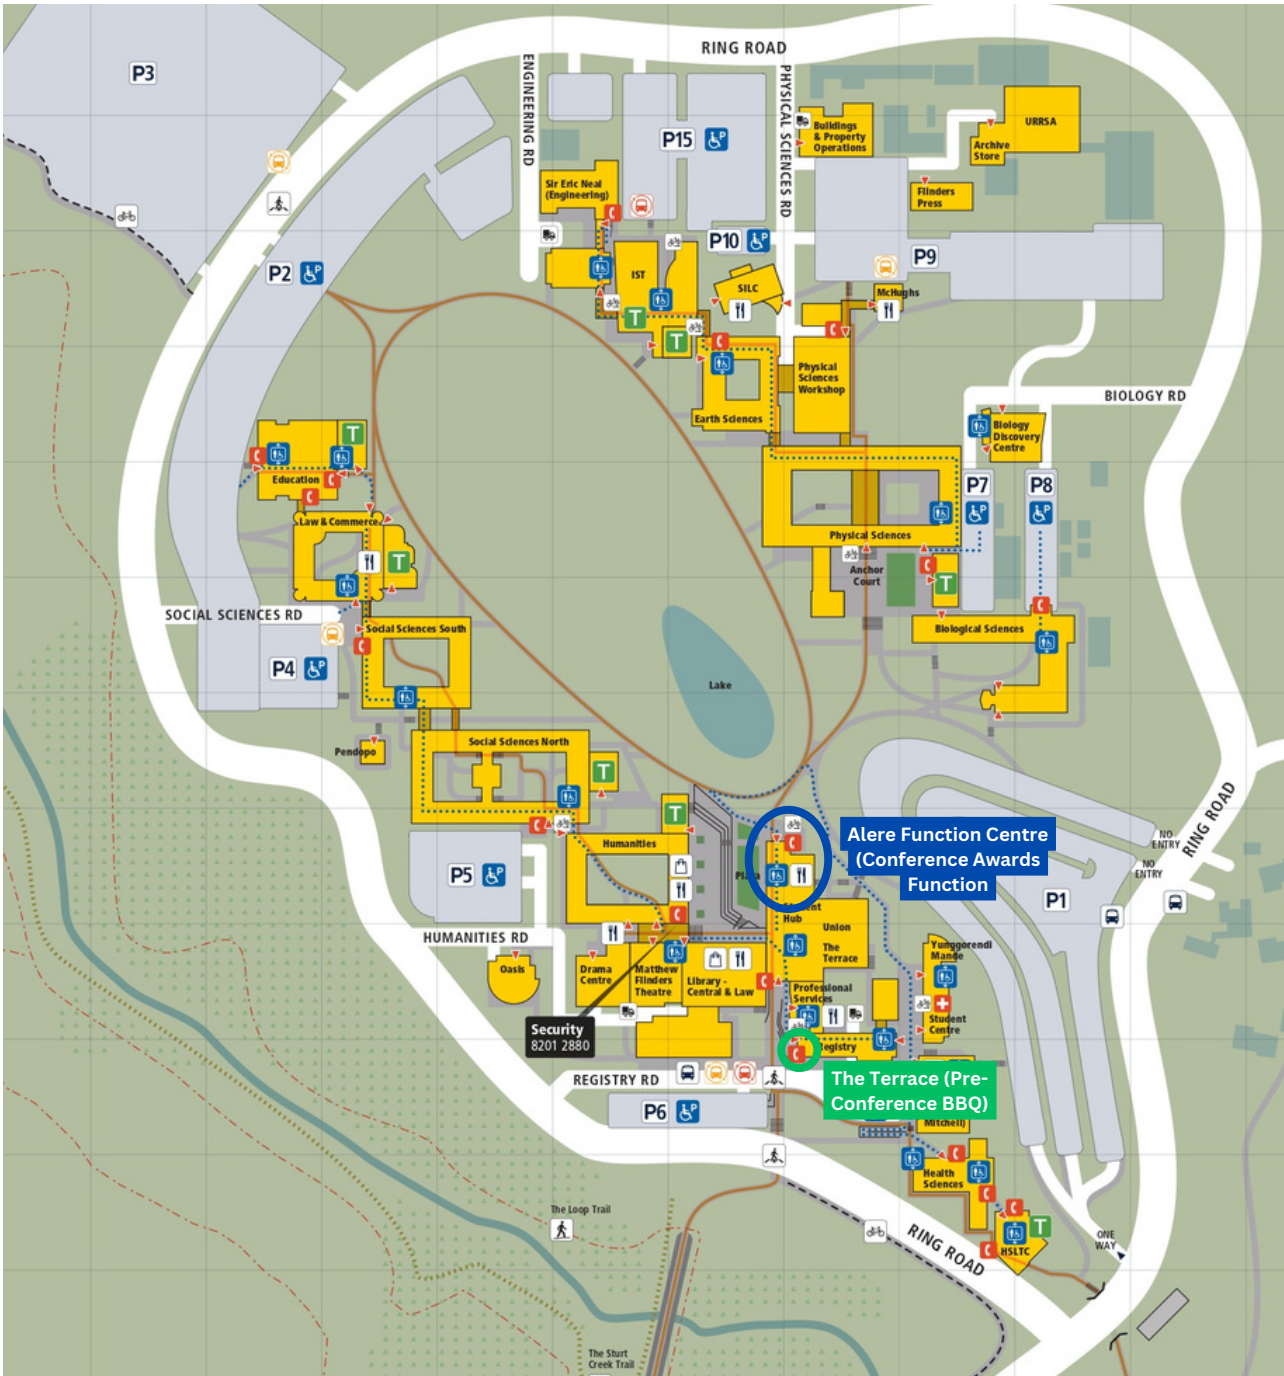 RING ROAD
P3
ENGINEERING RD
PHYSICAL SCIENCES RD
P15
Buildings
& Property
Operations
URRSA
Archive
Store
Sir Eric Neal
(Engineering)
Flinders
Press
P10
P9
P2
IST
SILC
McHughs
T
T
Physical
Sciences
Workshop
Earth Sciences
BIOLOGY RD
Biology
Discovery
Centre
T
Education
P7
P8
Law & Commerce
Physical Sciences
T
Anchor
Court
T
SOCIAL SCIENCES RD
Social Sciences South
Biological Sciences
P4
Lake
Pendopo
Social Sciences North
T
RING ROAD
T
Alere Function Centre
(Conference Awards
Function
NO
ENTRY
NO
ENTRY
Humanities
P5
P1
Hub
Union
The
Terrace
HUMANITIES RD
Yunggorendi
Mande
Oasis
Drama
Centre
Matthew
Flinders
Theatre
Library -
Central & Law
Professional
Services
Student
Centre
Security
8201 2880
Registry
REGISTRY RD
The Terrace (Pre-
Conference BBQ)
P6
Mitchell)
Health
Sciences
The Loop Trail
T
HSLTC
ONE
WAY
RING ROAD
The Sturt
Creek Trail